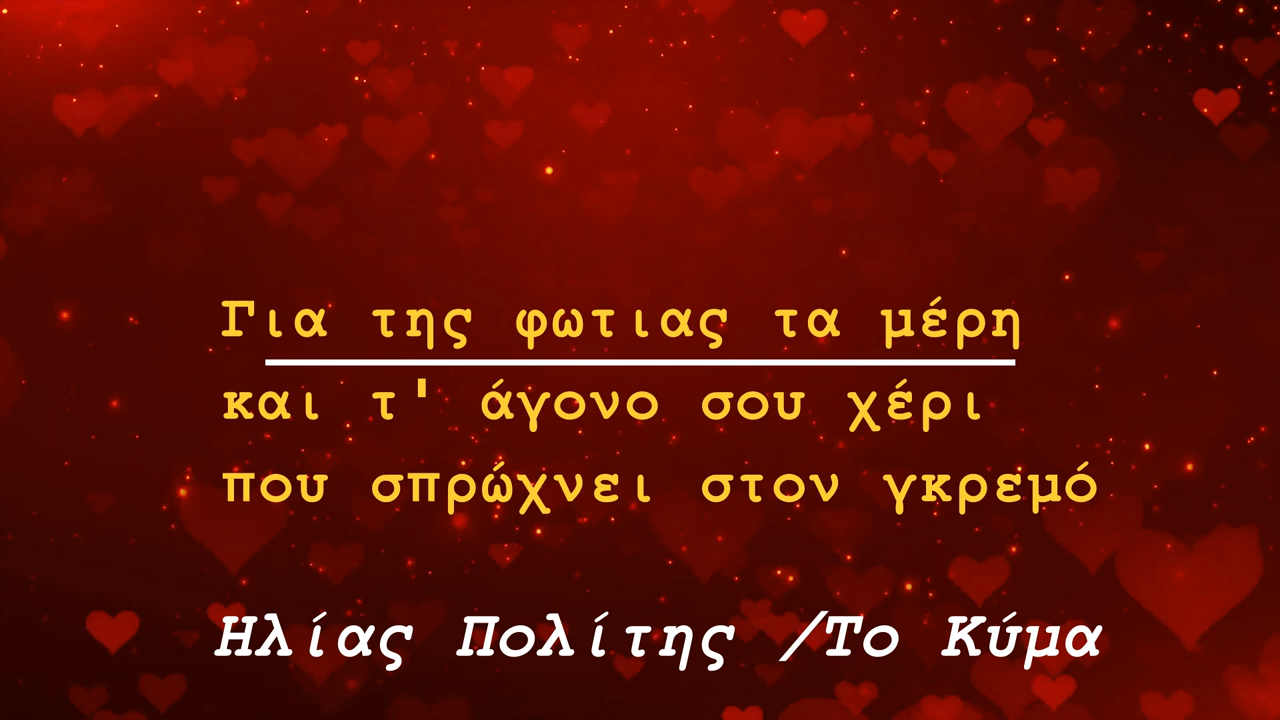 Για της φωτιας τα μέρη
και τ' άγονο σου χέρι
που σπρώχνει στον γκρεμό
Ηλίας Πολίτης /Το Κύμα